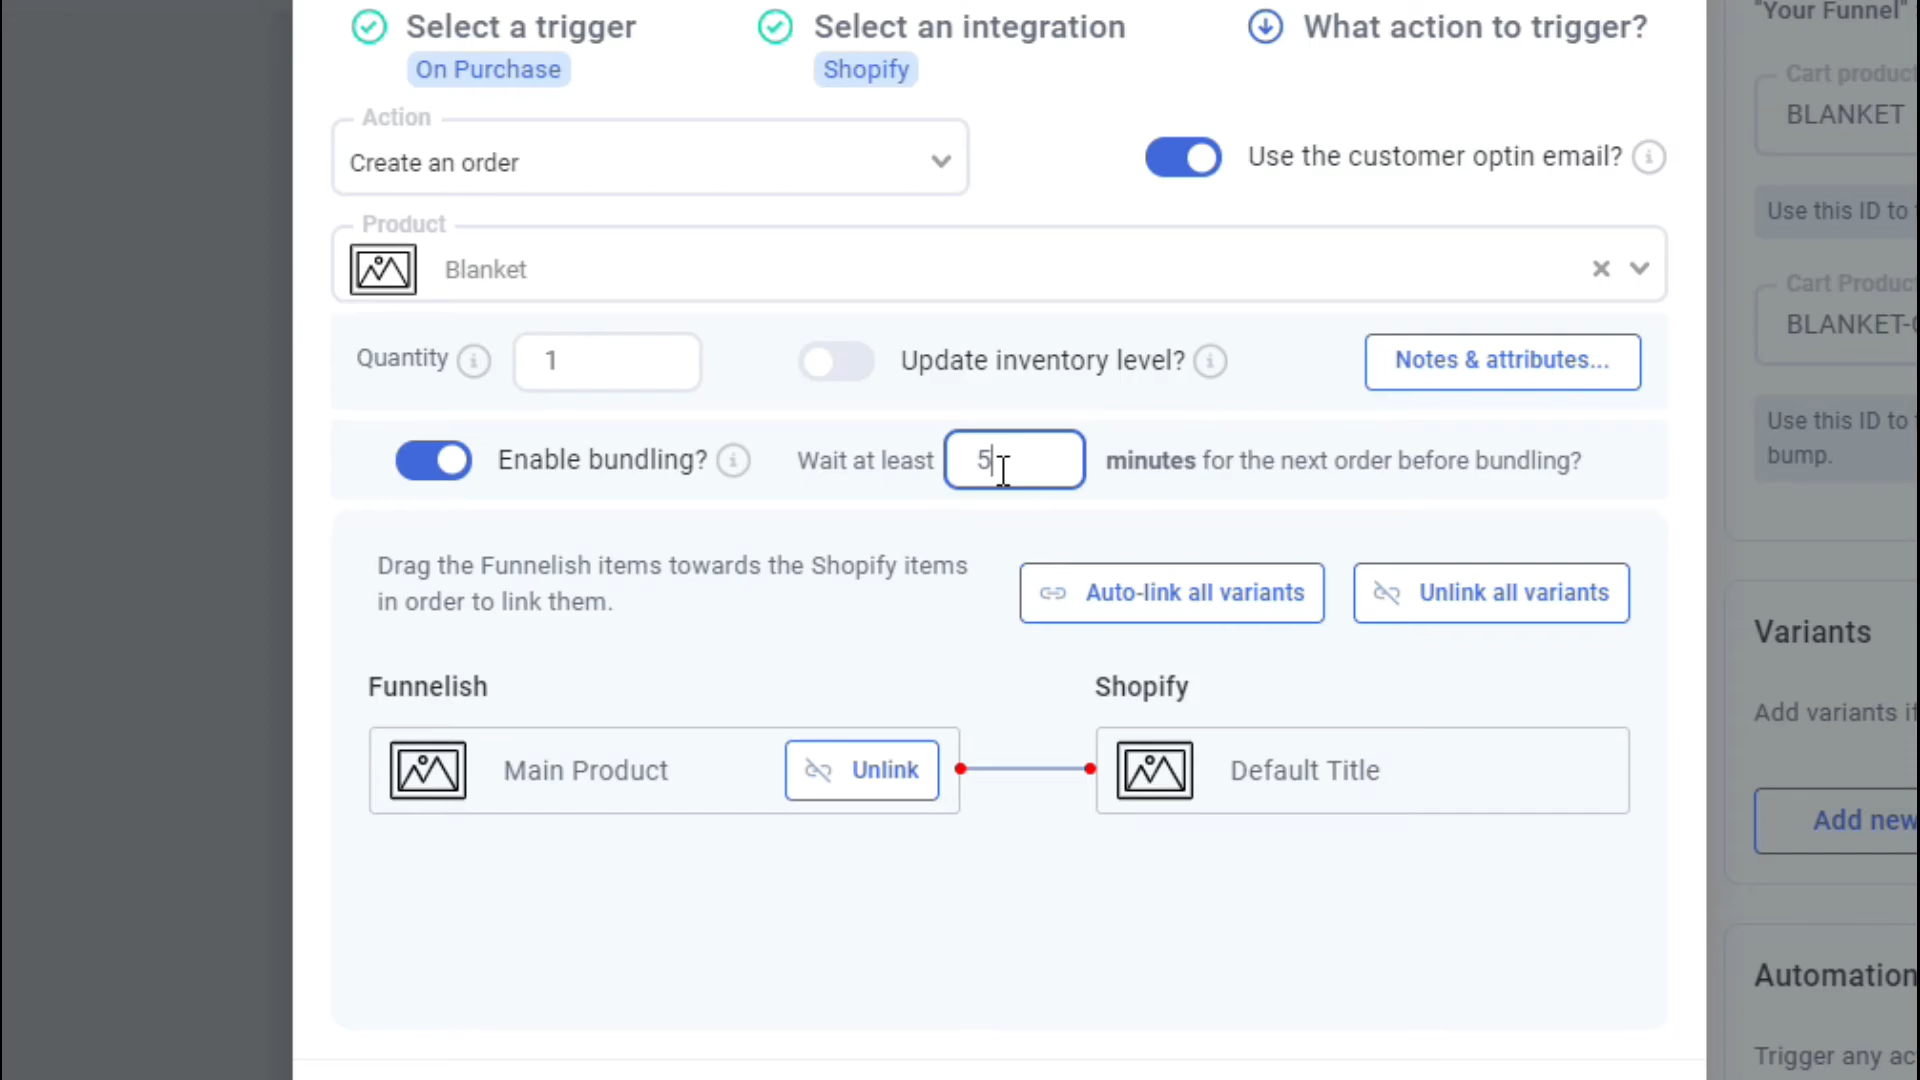 Select a trigger
On Purchase
Select an integration
Shopify
What action to trigger?
Action
Create an order
Use the customer optin email?
Product
Blanket
Quantity
1
Update inventory level?
Notes & attributes...
Enable bundling?
Wait at least
5
minutes for the next order before bundling?
Drag the Funnelish items towards the Shopify items
in order to link them.
Auto-link all variants
Unlink all variants
Funnelish
Shopify
Main Product
Unlink
Default Title
"Your Funnel"
Cart product
BLANKET
Use this ID to
Cart Product
BLANKET-
Use this ID to
bump.
Variants
Add variants if
Add new
Automation
Trigger any ac